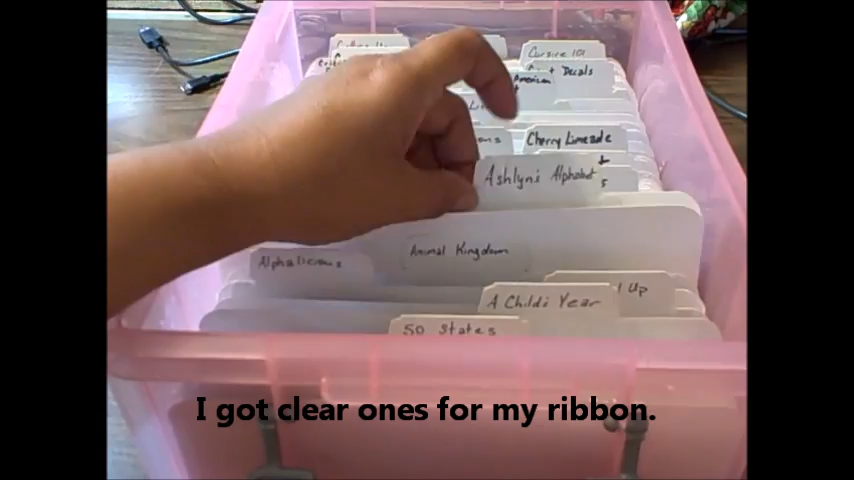 Cursive 101
+ Decals
American
Cherry Limeade
Ashlyn's Alphabet
Animal Kingdom
Alphalicious
Up
A Child's Year
50 States
I got clear ones for my ribbon.